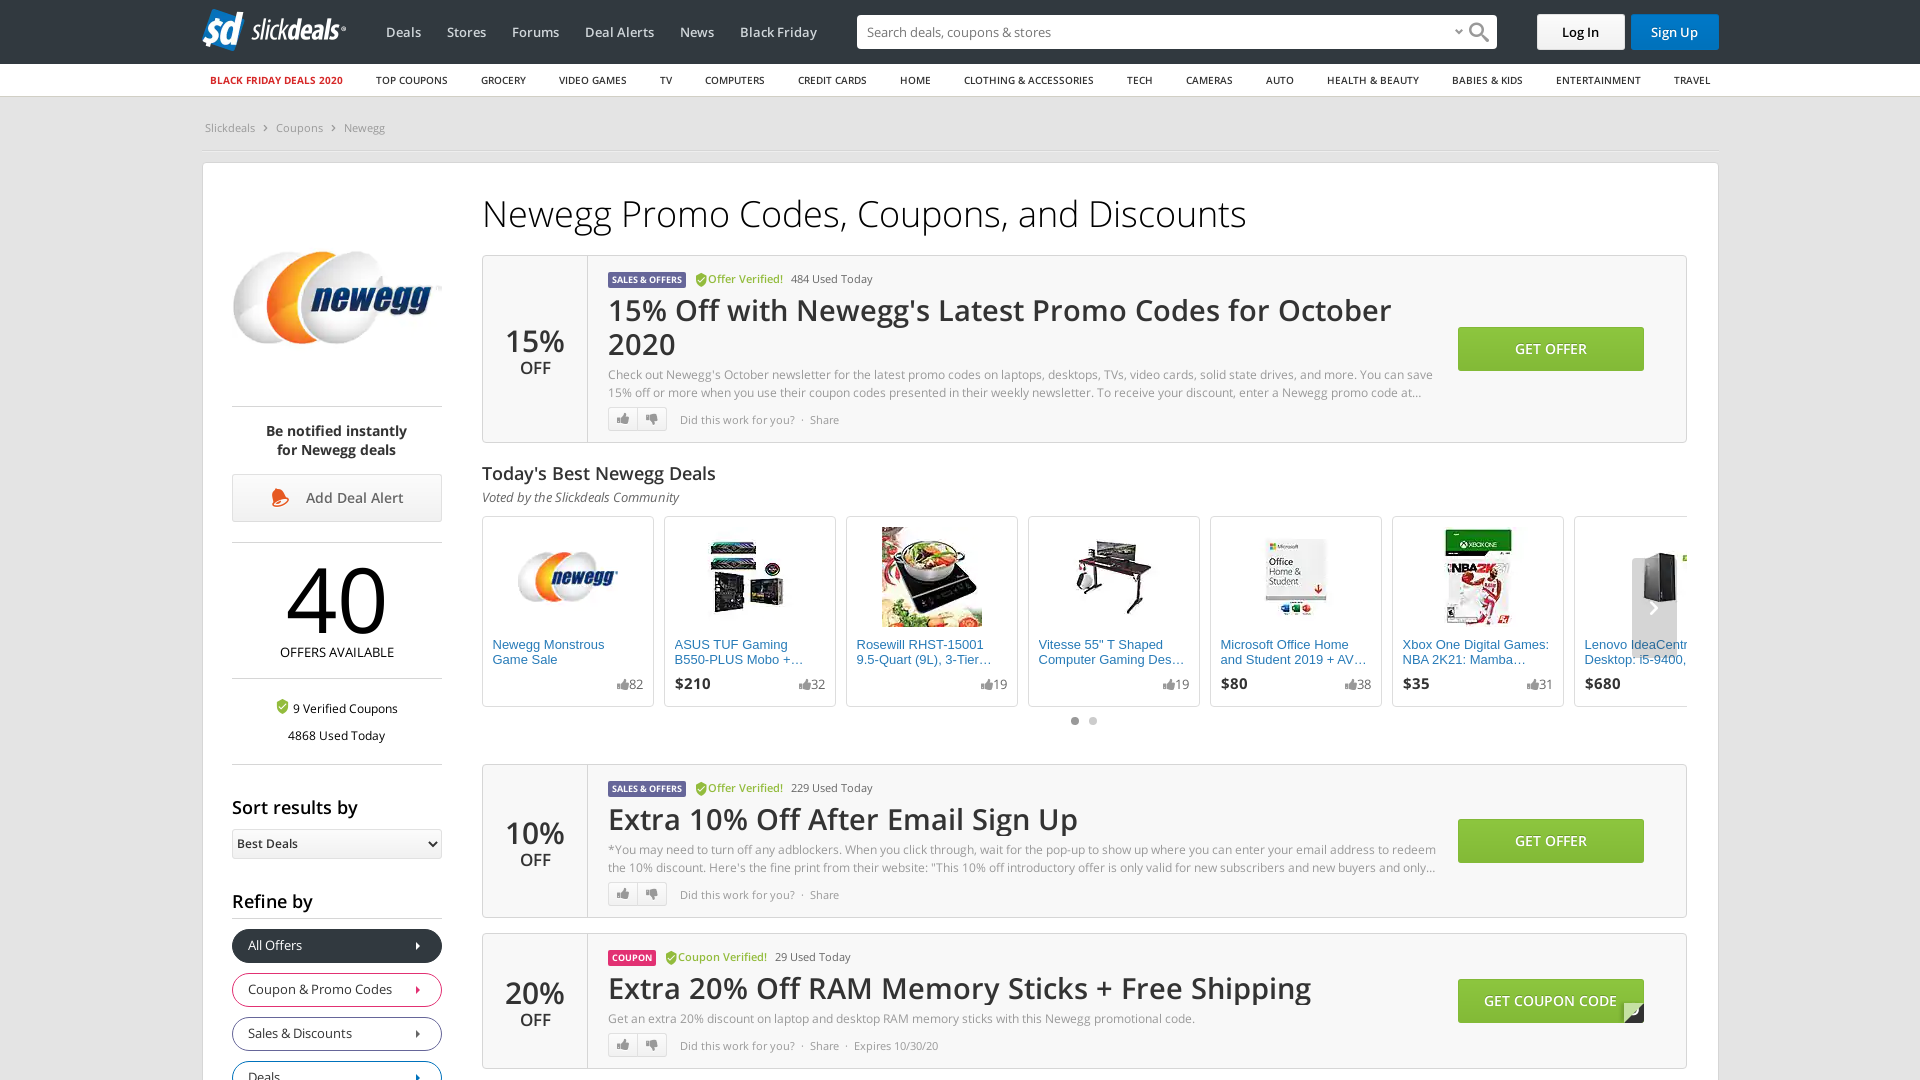 slickdeals
Deals
Stores
Forums
Deal Alerts
News
Black Friday
Search deals, coupons & stores
Log In
Sign Up
BLACK FRIDAY DEALS 2020
TOP COUPONS
GROCERY
VIDEO GAMES
TV
COMPUTERS
CREDIT CARDS
HOME
CLOTHING & ACCESSORIES
TECH
CAMERAS
AUTO
HEALTH & BEAUTY
BABIES & KIDS
ENTERTAINMENT
TRAVEL
Slickdeals
Coupons
Newegg
newegg
Be notified instantly
for Newegg deals
Add Deal Alert
40
OFFERS AVAILABLE
9 Verified Coupons
4868 Used Today
Sort results by
Best Deals
Refine by
All Offers
Coupon & Promo Codes
Sales & Discounts
Deals
Newegg Promo Codes, Coupons, and Discounts
15%
OFF
SALES & OFFERS
Offer Verified!
484 Used Today
15% Off with Newegg's Latest Promo Codes for October
2020
Check out Newegg's October newsletter for the latest promo codes on laptops, desktops, TVs, video cards, solid state drives, and more. You can save
15% off or more when you use their coupon codes presented in their weekly newsletter. To receive your discount, enter a Newegg promo code at...
Did this work for you? · Share
GET OFFER
Today's Best Newegg Deals
Voted by the Slickdeals Community
newegg
Newegg Monstrous
Game Sale
82
ASUS TUF Gaming
B550-PLUS Mobo +…
$210
32
Rosewill RHST-15001
9.5-Quart (9L), 3-Tier…
19
Vitesse 55" T Shaped
Computer Gaming Des…
19
Microsoft
Office
Home &
Student
Microsoft Office Home
and Student 2019 + AV…
$80
38
XBOX ONE
NBA 2K21
Xbox One Digital Games:
NBA 2K21: Mamba…
$35
31
Lenovo IdeaCentr
Desktop: i5-9400,
$680
10%
OFF
SALES & OFFERS
Offer Verified!
229 Used Today
Extra 10% Off After Email Sign Up
*You may need to turn off any adblockers. When you click through, wait for the pop-up to show up where you can enter your email address to redeem
the 10% discount. Here's the fine print from their website: "This 10% off introductory offer is only valid for new subscribers and new buyers and only...
Did this work for you? · Share
GET OFFER
20%
OFF
COUPON
Coupon Verified!
29 Used Today
Extra 20% Off RAM Memory Sticks + Free Shipping
Get an extra 20% discount on laptop and desktop RAM memory sticks with this Newegg promotional code.
Did this work for you? · Share · Expires 10/30/20
GET COUPON CODE